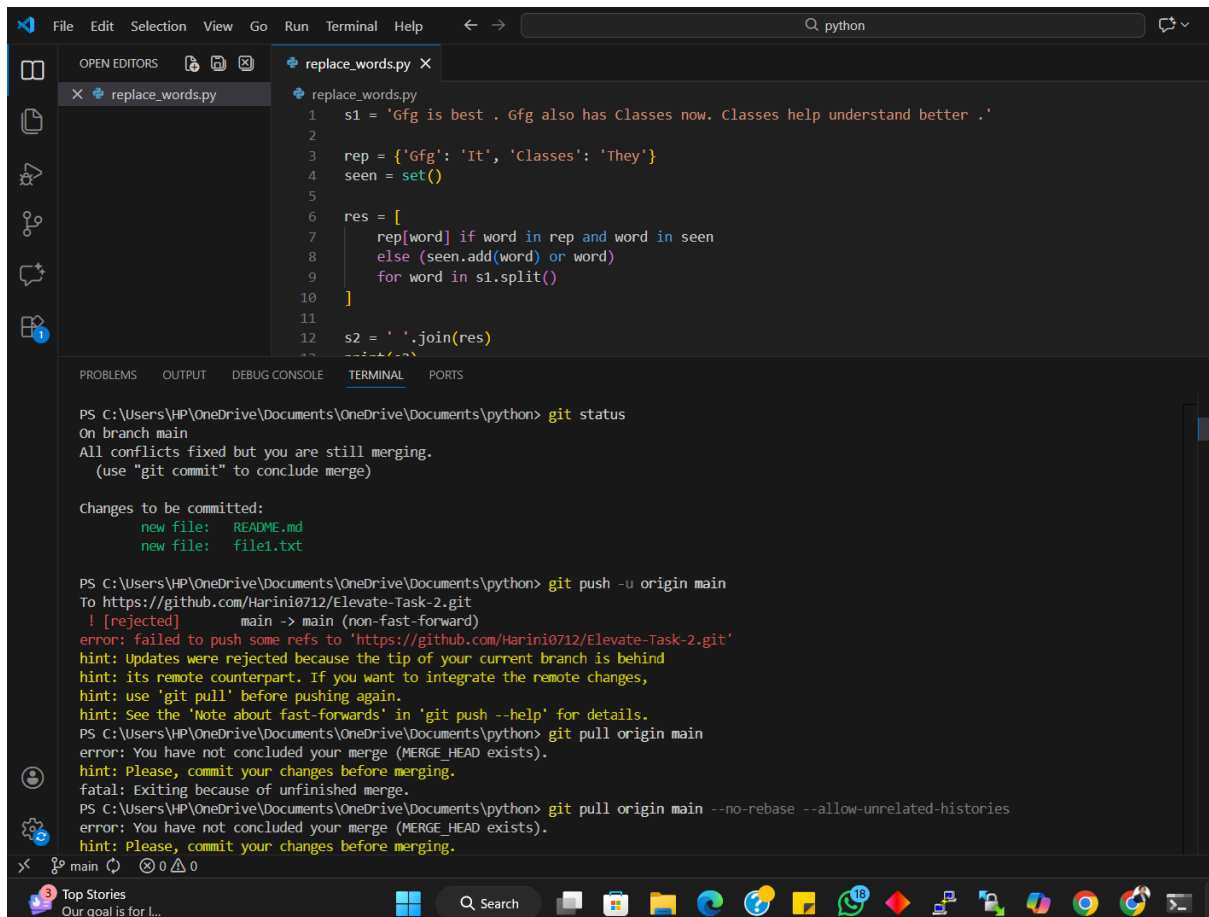 File Edit Selection View Go Run Terminal Help python
OPEN EDITORS
replace_words.py
replace_words.py
replace_words.py
1 s1 = 'Gfg is best . Gfg also has Classes now. Classes help understand better .'
2
3 rep = {'Gfg': 'It', 'Classes': 'They'}
4 seen = set()
5
6 res = [
7 rep[word] if word in rep and word in seen
8 else (seen.add(word) or word)
9 for word in s1.split()
10 ]
11
12 s2 = ' '.join(res)
1
PROBLEMS OUTPUT DEBUG CONSOLE TERMINAL PORTS
PS C:\Users\HP\OneDrive\Documents\OneDrive\Documents\python> git status
On branch main
All conflicts fixed but you are still merging.
(use "git commit" to conclude merge)
Changes to be committed:
new file: README.md
new file: file1.txt
PS C:\Users\HP\OneDrive\Documents\OneDrive\Documents\python> git push -u origin main
To https://github.com/Harini0712/Elevate-Task-2.git
! [rejected] main -> main (non-fast-forward)
error: failed to push some refs to 'https://github.com/Harini0712/Elevate-Task-2.git'
hint: Updates were rejected because the tip of your current branch is behind
hint: its remote counterpart. If you want to integrate the remote changes,
hint: use 'git pull' before pushing again.
hint: See the 'Note about fast-forwards' in 'git push --help' for details.
PS C:\Users\HP\OneDrive\Documents\OneDrive\Documents\python> git pull origin main
error: You have not concluded your merge (MERGE_HEAD exists).
hint: Please, commit your changes before merging.
fatal: Exiting because of unfinished merge.
PS C:\Users\HP\OneDrive\Documents\OneDrive\Documents\python> git pull origin main --no-rebase --allow-unrelated-histories
error: You have not concluded your merge (MERGE_HEAD exists).
hint: Please, commit your changes before merging.
main 0 0
3 Top Stories
Our goal is for l...
Search
18